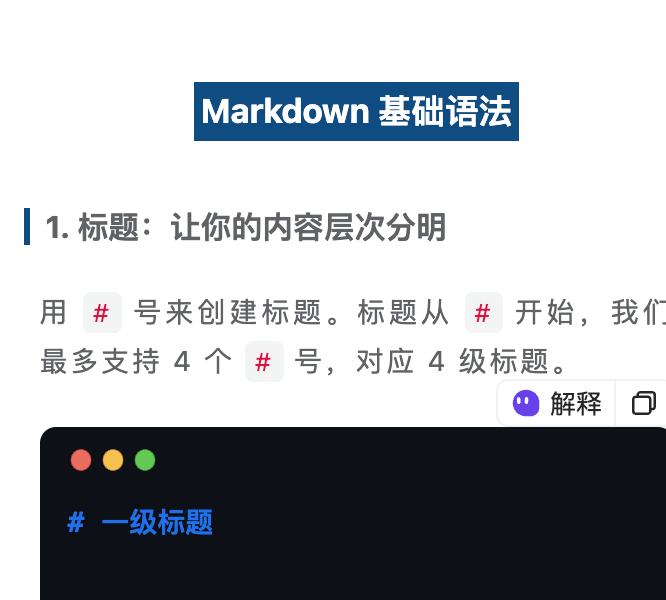 Markdown 基础语法
1. 标题：让你的内容层次分明
用 # 号来创建标题。标题从 # 开始，我们
最多支持 4 个 # 号，对应 4 级标题。
解释
# 一级标题